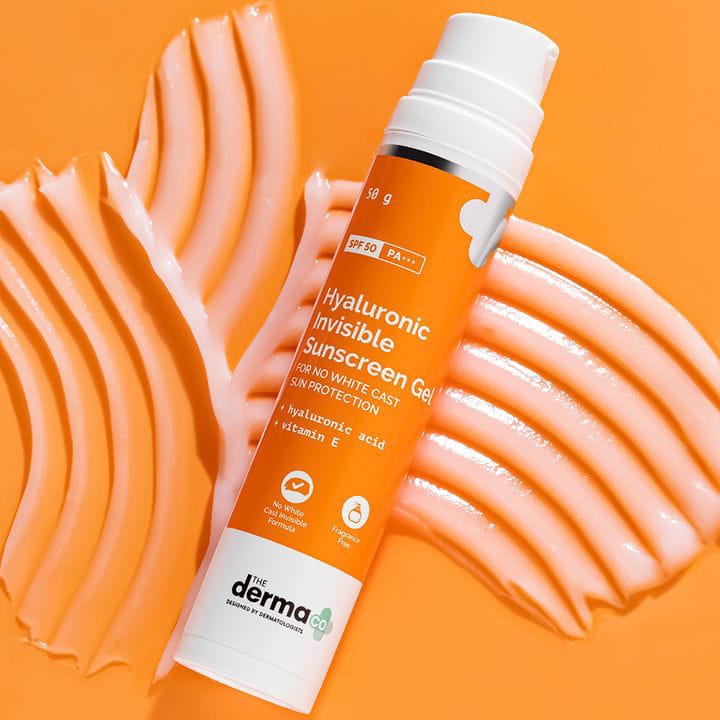 50 g
SPF 50 PA+++
Hyaluronic
Invisible
Sunscreen Gel
FOR NO WHITE CAST
SUN PROTECTION
+ hyaluronic acid
+ vitamin E
No White
Cast Invisible
Formula
Fragrance
Free
THE
derma co
DESIGNED BY DERMATOLOGISTS